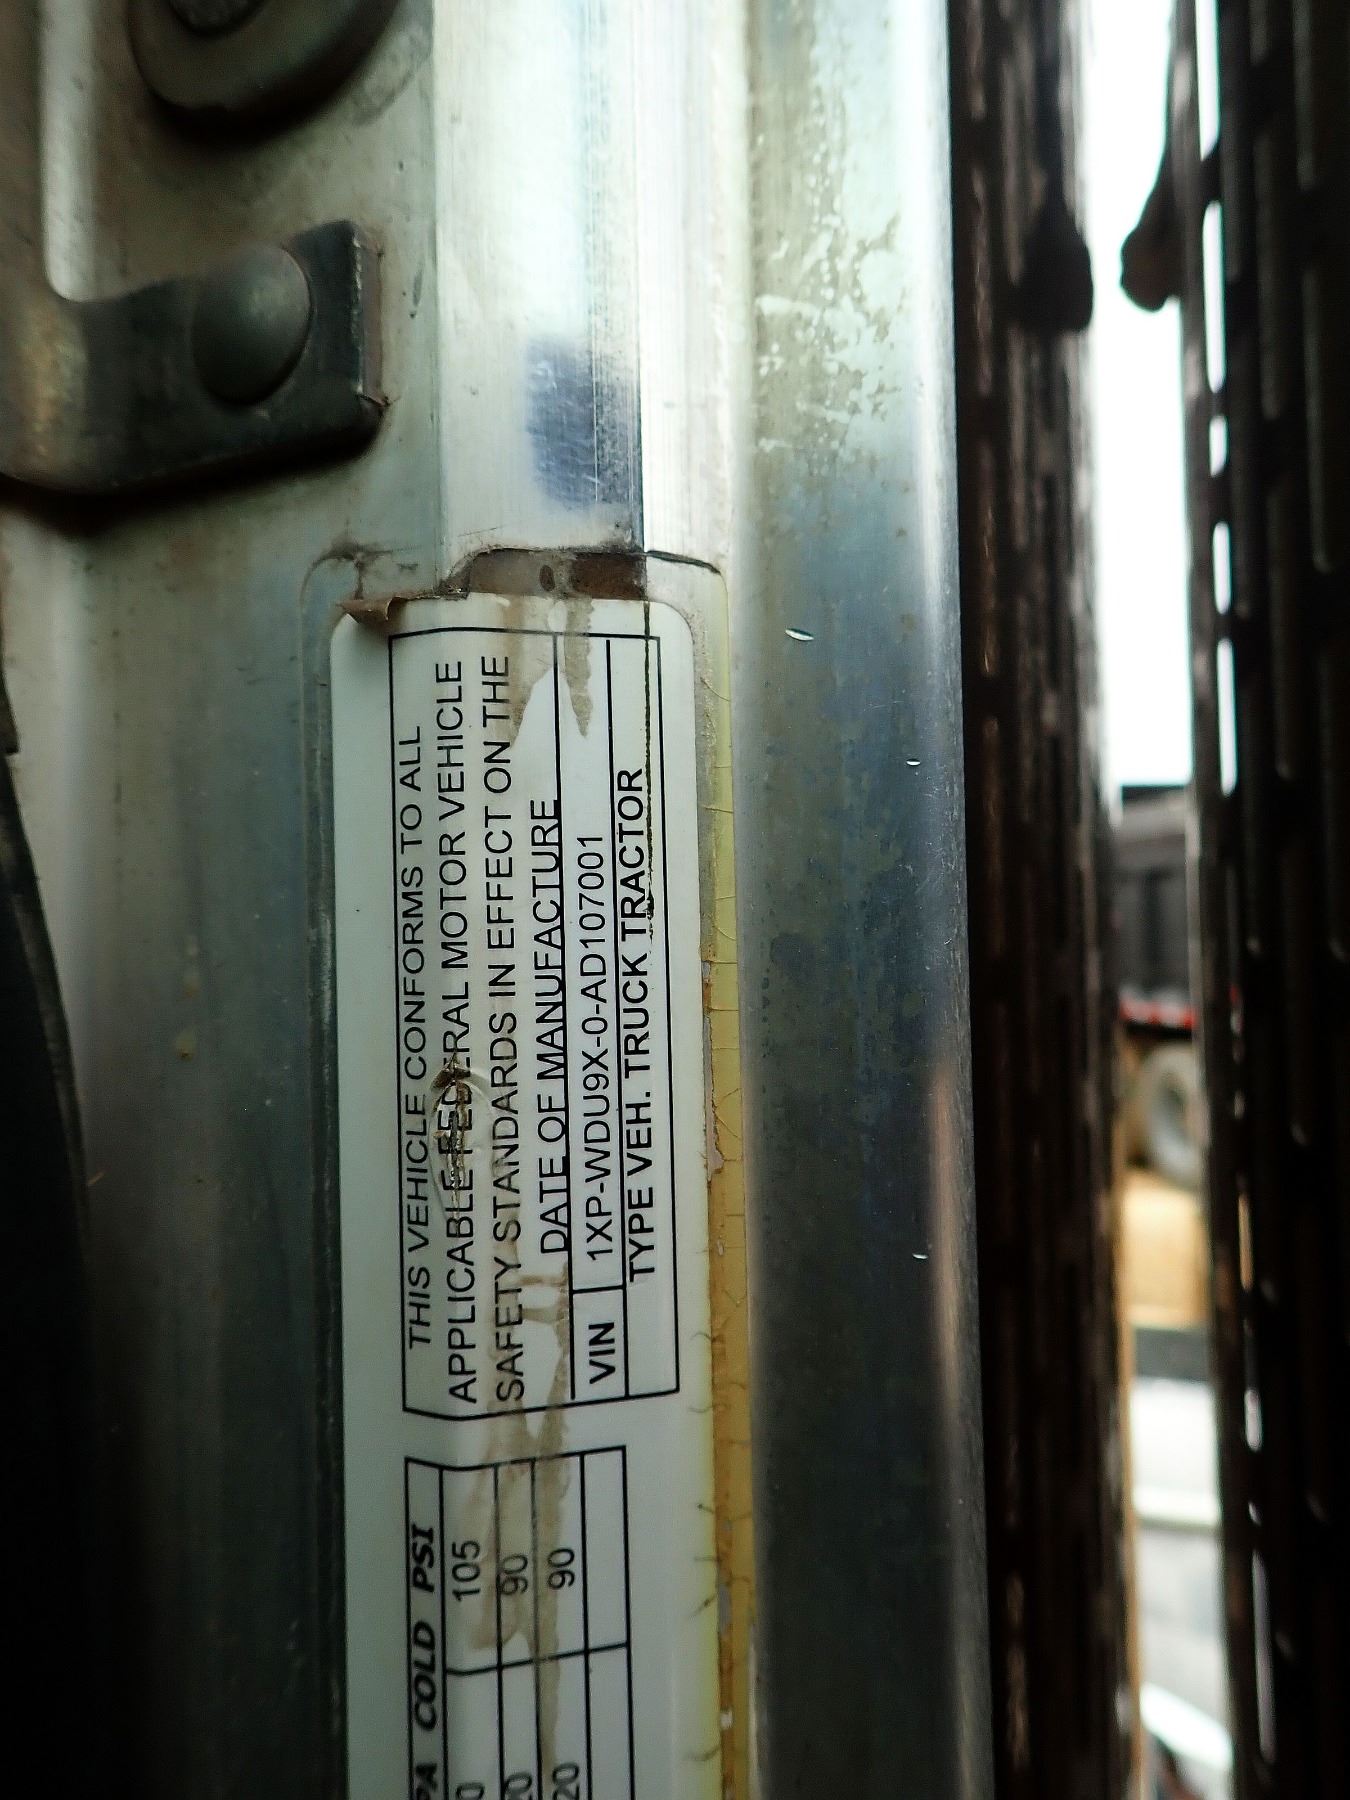 THIS VEHICLE CONFORMS TO ALL
APPLICABLE FEDERAL MOTOR VEHICLE
SAFETY STANDARDS IN EFFECT ON THE
DATE OF MANUFACTURE
VIN 1XP-WDU9X-0-AD107001
TYPE VEH. TRUCK TRACTOR
COLD PSI
105
90
90